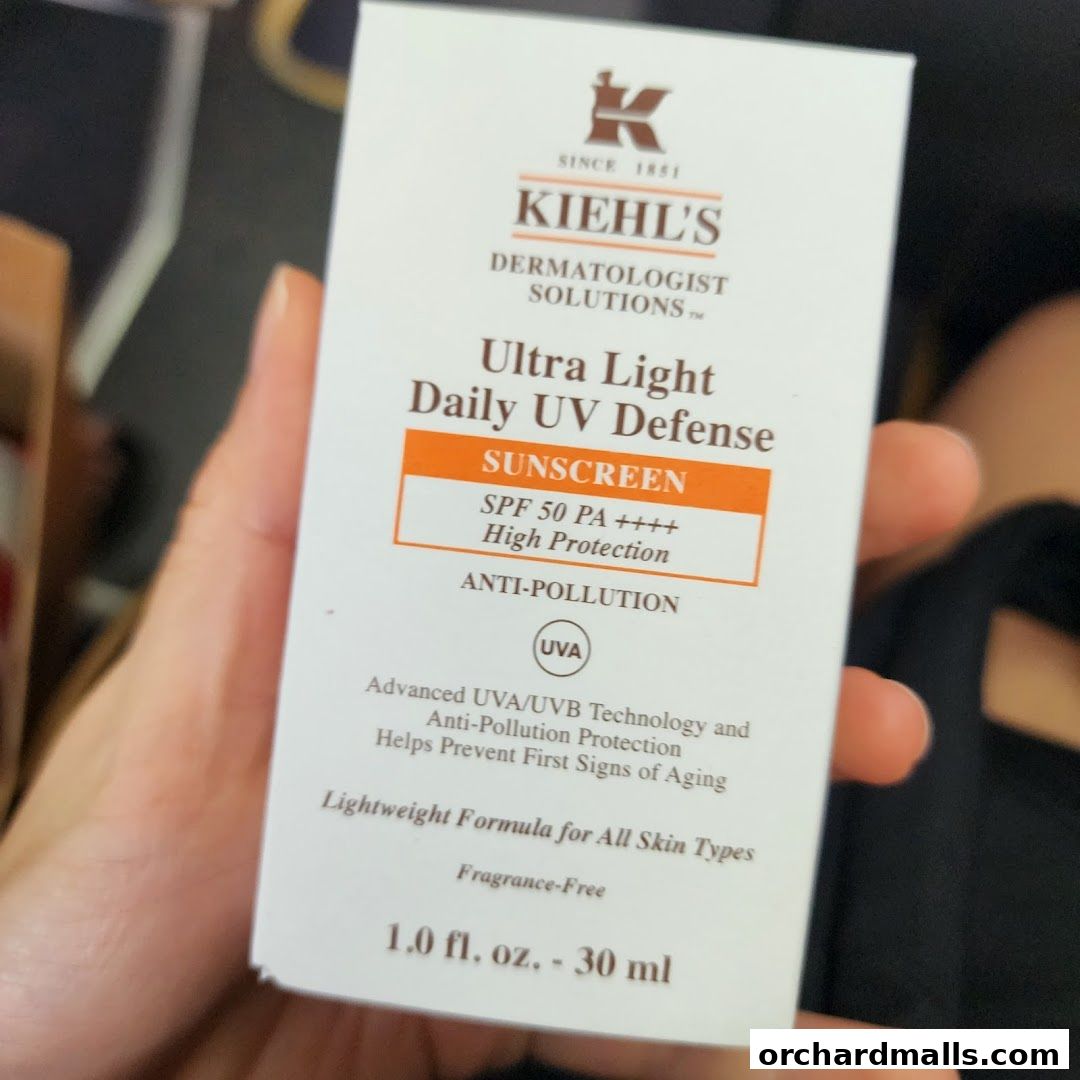 K
SINCE 1851
KIEHL'S
DERMATOLOGIST
SOLUTIONS™
Ultra Light
Daily UV Defense
SUNSCREEN
SPF 50 PA ++++
High Protection
ANTI-POLLUTION
UVA
Advanced UVA/UVB Technology and
Anti-Pollution Protection
Helps Prevent First Signs of Aging
Lightweight Formula for All Skin Types
Fragrance-Free
1.0 fl. oz. - 30 ml
orchardmalls.com